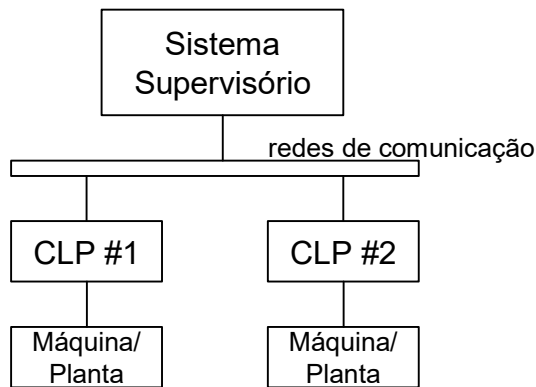 Sistema
Supervisório
redes de comunicação
CLP #1
CLP #2
Máquina/
Planta
Máquina/
Planta